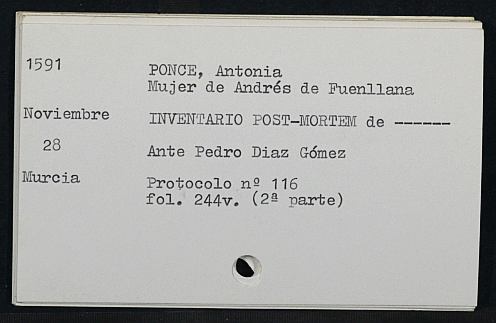 1591
PONCE, Antonia
Mujer de Andrés de Fuenllana
Noviembre
INVENTARIO POST-MORTEM de ------
28
Ante Pedro Diaz Gómez
Murcia
Protocolo nº 116
fol. 244v. (2ª parte)